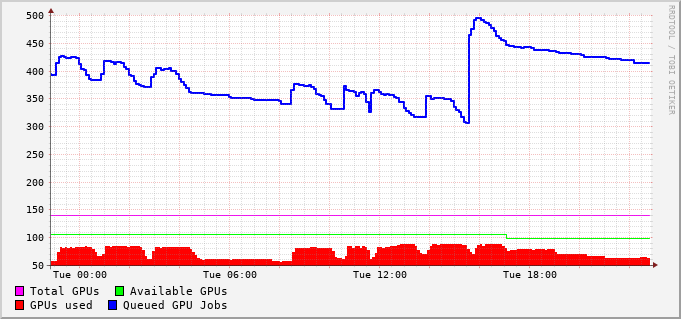 500
450
400
350
300
250
200
150
100
50
Tue 00:00 Tue 06:00 Tue 12:00 Tue 18:00
Total GPUs Available GPUs
GPUs used Queued GPU Jobs
RRDTOOL / TOBI OETIKER